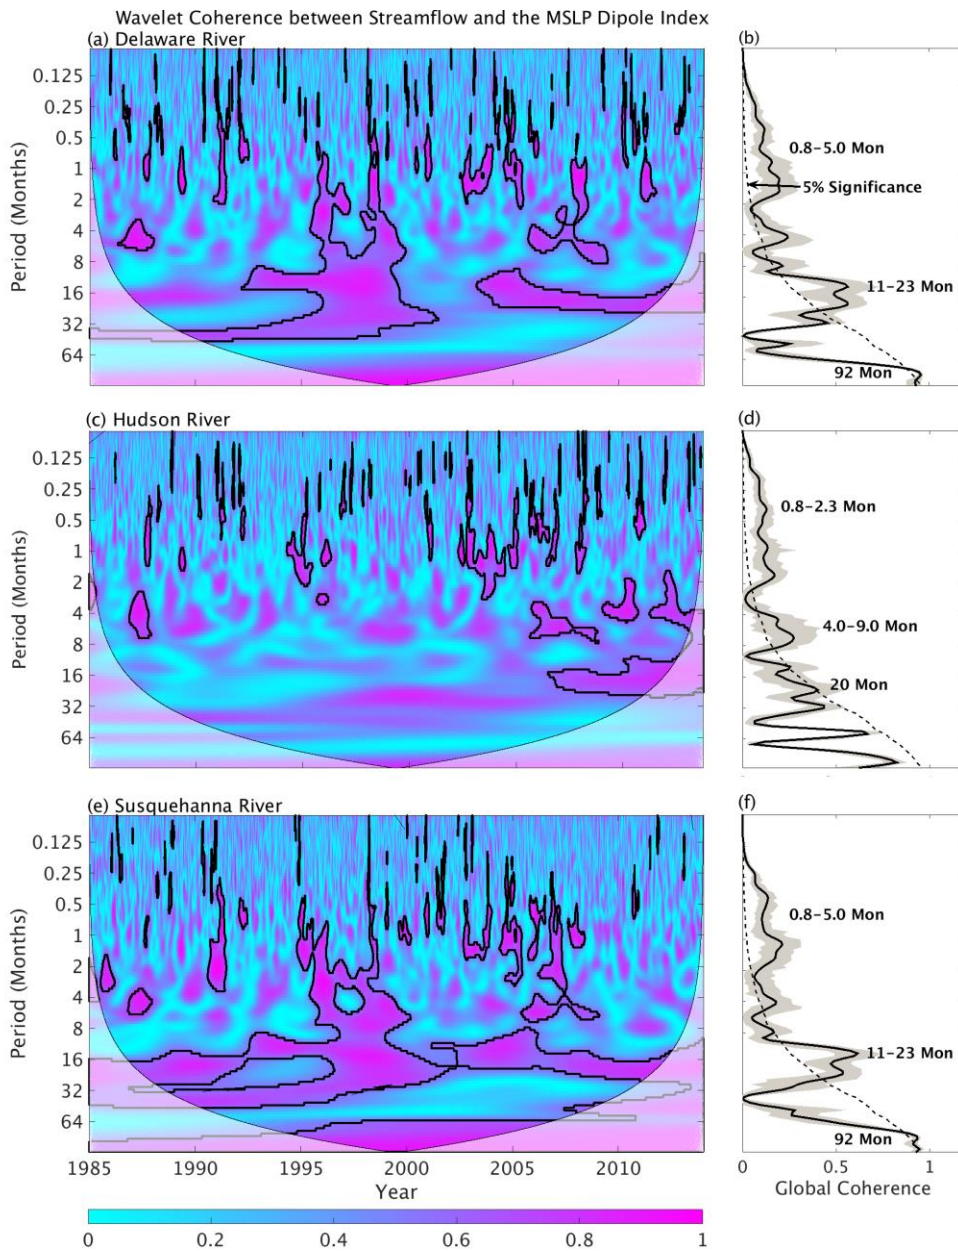 Wavelet Coherence between Streamflow and the MSLP Dipole Index
(a) Delaware River
(b)
0.125
0.25
0.5
1
2
4
8
16
32
64
Period (Months)
0.8–5.0 Mon
5% Significance
11–23 Mon
92 Mon
(c) Hudson River
(d)
0.125
0.25
0.5
1
2
4
8
16
32
64
Period (Months)
0.8–2.3 Mon
4.0–9.0 Mon
20 Mon
(e) Susquehanna River
(f)
0.125
0.25
0.5
1
2
4
8
16
32
64
Period (Months)
0.8–5.0 Mon
11–23 Mon
92 Mon
1985 1990 1995 2000 2005 2010
Year
0 0.5 1
Global Coherence
0 0.2 0.4 0.6 0.8 1